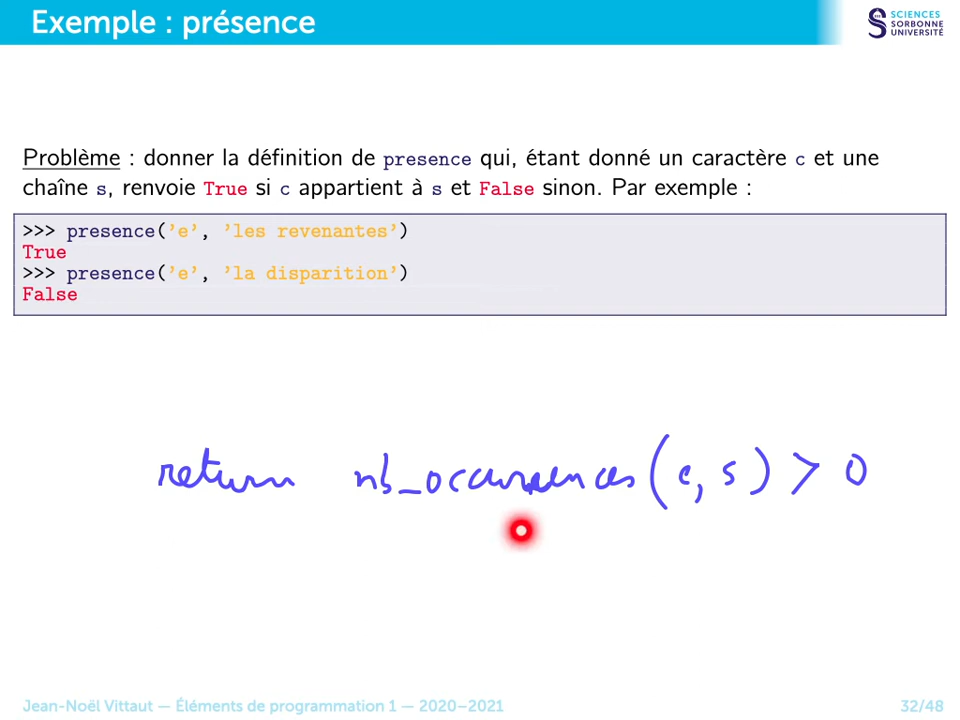 Exemple : présence
SCIENCES
SORBONNE
UNIVERSITÉ
Problème : donner la définition de presence qui, étant donné un caractère c et une
chaîne s, renvoie True si c appartient à s et False sinon. Par exemple :
>>> presence('e', 'les revenantes')
True
>>> presence('e', 'la disparition')
False
return nb_occurrences(c, s) > 0
Jean-Noël Vittaut — Éléments de programmation 1 — 2020–2021
32/48